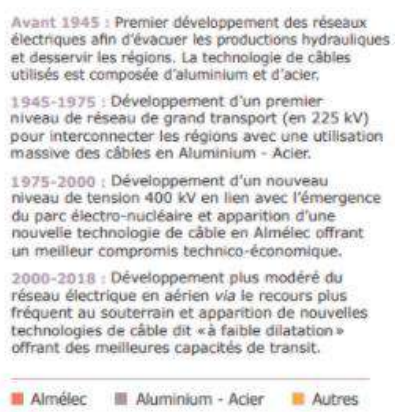 Avant 1945 : Premier développement des réseaux
électriques afin d'évacuer les productions hydrauliques
et desservir les régions. La technologie de câbles
utilisés est composée d'aluminium et d'acier.
1945-1975 : Développement d'un premier
niveau de réseau de grand transport (en 225 kV)
pour interconnecter les régions avec une utilisation
massive des câbles en Aluminium - Acier.
1975-2000 : Développement d'un nouveau
niveau de tension 400 kV en lien avec l'émergence
du parc électro-nucléaire et apparition d'une
nouvelle technologie de câble en Almélec offrant
un meilleur compromis technico-économique.
2000-2018 : Développement plus modéré du
réseau électrique en aérien via le recours plus
fréquent au souterrain et apparition de nouvelles
technologies de câble dit « à faible dilatation »
offrant des meilleures capacités de transit.
Almélec Aluminium - Acier Autres